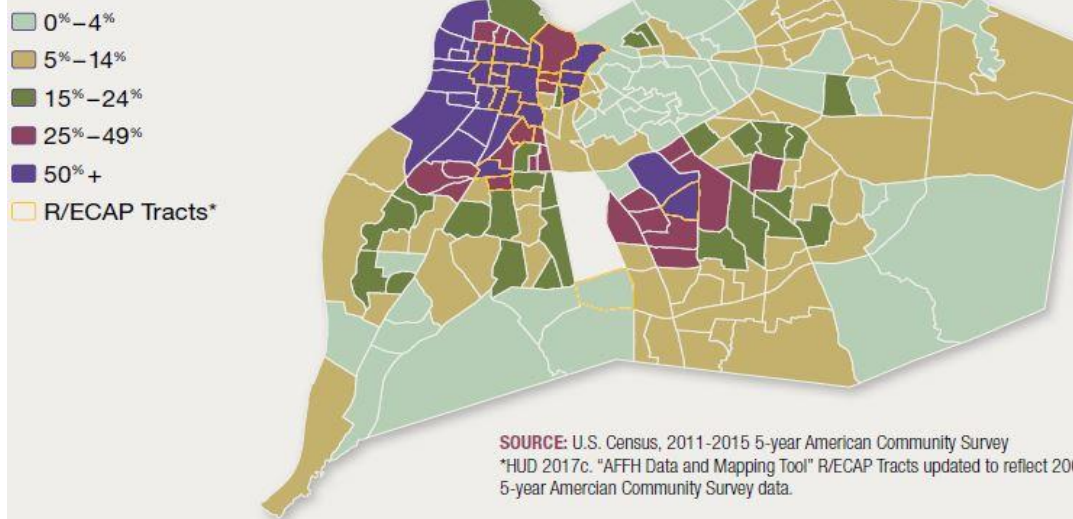 0%–4%
5%–14%
15%–24%
25%–49%
50%+
R/ECAP Tracts*
SOURCE: U.S. Census, 2011-2015 5-year American Community Survey
*HUD 2017c. “AFFH Data and Mapping Tool” R/ECAP Tracts updated to reflect
5-year Amercian Community Survey data.